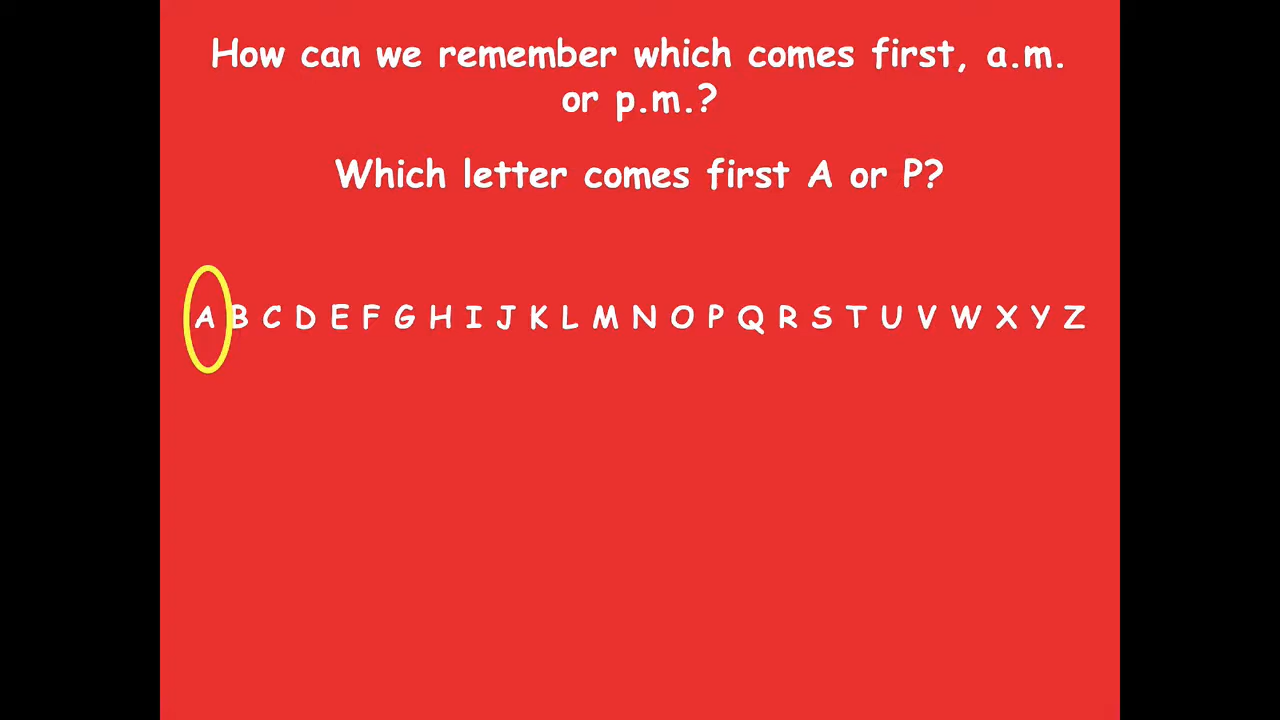 How can we remember which comes first, a.m.
or p.m.?
Which letter comes first A or P?
A B C D E F G H I J K L M N O P Q R S T U V W X Y Z